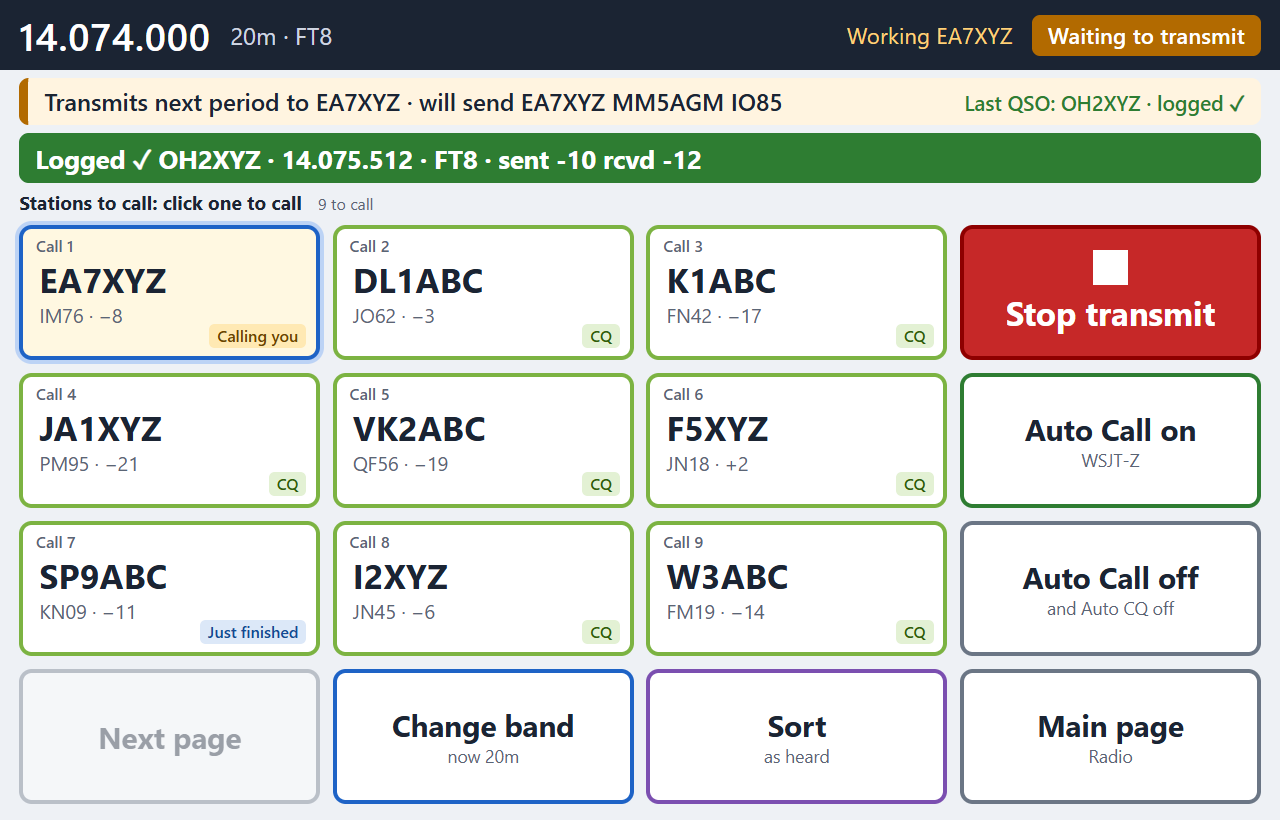 14.074.000 20m · FT8 Working EA7XYZ Waiting to transmit
Transmits next period to EA7XYZ · will send EA7XYZ MM5AGM IO85 Last QSO: OH2XYZ · logged ✓
Logged ✓ OH2XYZ · 14.075.512 · FT8 · sent -10 rcvd -12
Stations to call: click one to call 9 to call
Call 1
EA7XYZ
IM76 · −8
Calling you
Call 2
DL1ABC
JO62 · −3
CQ
Call 3
K1ABC
FN42 · −17
CQ
Stop transmit
Call 4
JA1XYZ
PM95 · −21
CQ
Call 5
VK2ABC
QF56 · −19
CQ
Call 6
F5XYZ
JN18 · +2
CQ
Auto Call on
WSJT-Z
Call 7
SP9ABC
KN09 · −11
Just finished
Call 8
I2XYZ
JN45 · −6
CQ
Call 9
W3ABC
FM19 · −14
CQ
Auto Call off
and Auto CQ off
Next page
Change band
now 20m
Sort
as heard
Main page
Radio